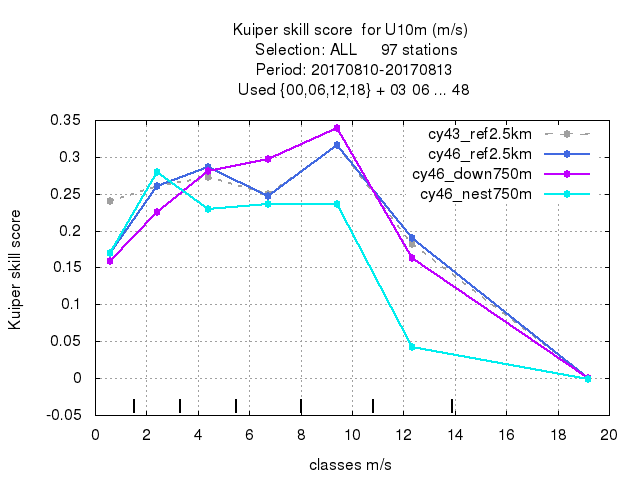 Kuiper skill score for U10m (m/s)
Selection: ALL 97 stations
Period: 20170810-20170813
Used {00,06,12,18} + 03 06 ... 48
cy43_ref2.5km
cy46_ref2.5km
cy46_down750m
cy46_nest750m
Kuiper skill score
0.35
0.3
0.25
0.2
0.15
0.1
0.05
0
-0.05
0 2 4 6 8 10 12 14 16 18 20
classes m/s